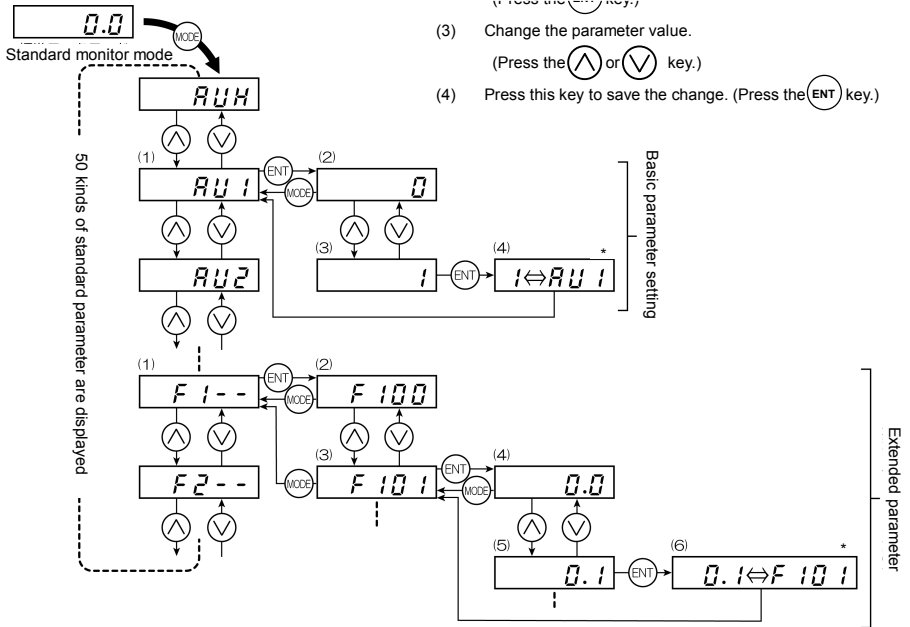 (Press the ENT key.)
0.0
MODE
Standard monitor mode
(3) Change the parameter value.
(Press the or key.)
(4) Press this key to save the change. (Press the ENT key.)
AUH
50 kinds of standard parameter are displayed
(1)
AU1
ENT
MODE
(2)
0
AU2
(3)
1
ENT
(4)
*
1⇔AU1
Basic parameter setting
(1)
F1--
ENT
MODE
(2)
F100
F2--
MODE
(3)
F101
ENT
MODE
(4)
0.0
(5)
0.1
ENT
(6)
*
0.1⇔F101
Extended parameter